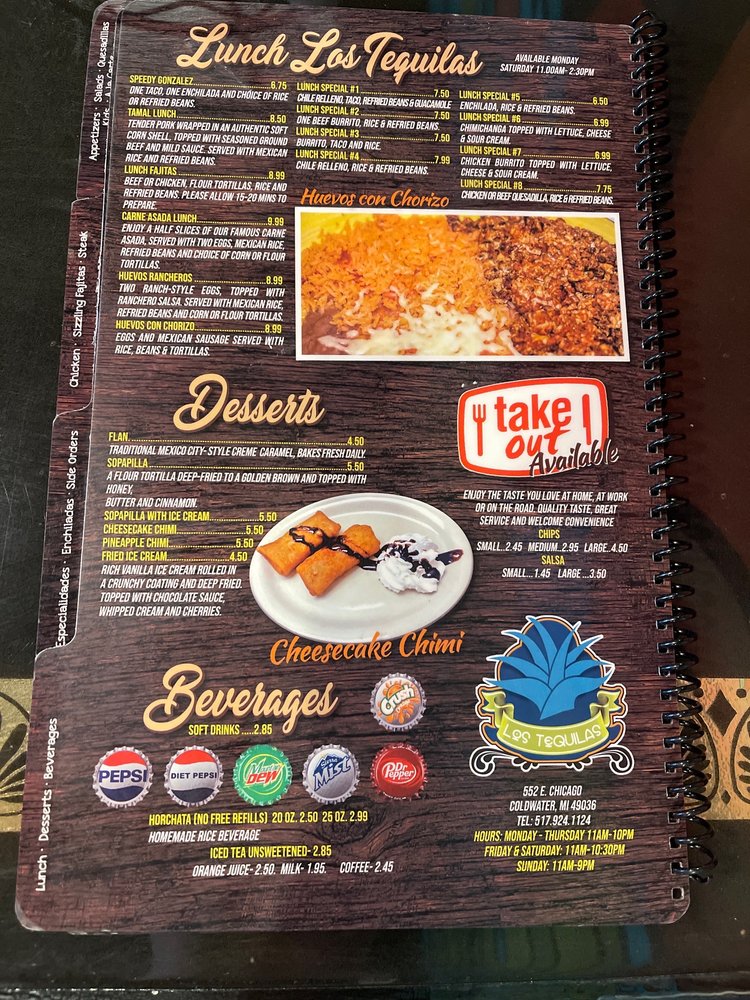 Appetizers · Salads · Quesadillas
Kids · A la Carte
Chicken · Sizzling Fajitas · Steak
Especialidades · Enchiladas · Side Orders
Lunch · Desserts · Beverages
Lunch Los Tequilas
AVAILABLE MONDAY
SATURDAY 11.00AM- 2:30PM
SPEEDY GONZALEZ 6.75
ONE TACO, ONE ENCHILADA AND CHOICE OF RICE
OR REFRIED BEANS.
TAMAL LUNCH 8.50
TENDER PORK WRAPPED IN AN AUTHENTIC SOFT
CORN SHELL, TOPPED WITH SEASONED GROUND
BEEF AND MILD SAUCE. SERVED WITH MEXICAN
RICE AND REFRIED BEANS.
LUNCH FAJITAS 8.99
BEEF OR CHICKEN, FLOUR TORTILLAS, RICE AND
REFRIED BEANS. PLEASE ALLOW 15-20 MINS TO
PREPARE.
CARNE ASADA LUNCH 9.99
ENJOY A HALF SLICES OF OUR FAMOUS CARNE
ASADA, SERVED WITH TWO EGGS, MEXICAN RICE,
REFRIED BEANS AND CHOICE OF CORN OR FLOUR
TORTILLAS.
HUEVOS RANCHEROS 8.99
TWO RANCH-STYLE EGGS, TOPPED WITH
RANCHERO SALSA. SERVED WITH MEXICAN RICE,
REFRIED BEANS AND CORN OR FLOUR TORTILLAS.
HUEVOS CON CHORIZO 8.99
EGGS AND MEXICAN SAUSAGE SERVED WITH
RICE, BEANS & TORTILLAS.
LUNCH SPECIAL #1 7.50
CHILE RELLENO, TACO, REFRIED BEANS & GUACAMOLE
LUNCH SPECIAL #2 7.50
ONE BEEF BURRITO, RICE & REFRIED BEANS.
LUNCH SPECIAL #3 7.50
BURRITO, TACO AND RICE.
LUNCH SPECIAL #4 7.99
CHILE RELLENO, RICE & REFRIED BEANS.
LUNCH SPECIAL #5 6.50
ENCHILADA, RICE & REFRIED BEANS.
LUNCH SPECIAL #6 6.99
CHIMICHANGA TOPPED WITH LETTUCE, CHEESE
& SOUR CREAM.
LUNCH SPECIAL #7 6.99
CHICKEN BURRITO TOPPED WITH LETTUCE,
CHEESE & SOUR CREAM.
LUNCH SPECIAL #8 7.75
CHICKEN OR BEEF QUESADILLA, RICE & REFRIED BEANS.
Huevos con Chorizo
Desserts
FLAN 4.50
TRADITIONAL MEXICO CITY-STYLE CREME CARAMEL, BAKES FRESH DAILY.
SOPAPILLA 5.50
A FLOUR TORTILLA DEEP-FRIED TO A GOLDEN BROWN AND TOPPED WITH
HONEY,
BUTTER AND CINNAMON.
SOPAPILLA WITH ICE CREAM 5.50
CHEESECAKE CHIMI 5.50
PINEAPPLE CHIMI 5.50
FRIED ICE CREAM 4.50
RICH VANILLA ICE CREAM ROLLED IN
A CRUNCHY COATING AND DEEP FRIED.
TOPPED WITH CHOCOLATE SAUCE,
WHIPPED CREAM AND CHERRIES.
Cheesecake Chimi
take
out
Available
ENJOY THE TASTE YOU LOVE AT HOME, AT WORK
OR ON THE ROAD. QUALITY TASTE, GREAT
SERVICE AND WELCOME CONVENIENCE
CHIPS
SMALL..2.45 MEDIUM..2.95 LARGE..4.50
SALSA
SMALL...1.45 LARGE ...3.50
Beverages
SOFT DRINKS .....2.85
Crush
PEPSI
DIET PEPSI
Mtn DEW
Sierra Mist
Dr Pepper
HORCHATA (NO FREE REFILLS) 20 OZ. 2.50 25 OZ. 2.99
HOMEMADE RICE BEVERAGE
ICED TEA UNSWEETENED- 2.85
ORANGE JUICE- 2.50. MILK- 1.95. COFFEE- 2.45
LOS TEQUILAS
552 E. CHICAGO
COLDWATER, MI 49036
TEL: 517.924.1124
HOURS: MONDAY - THURSDAY 11AM-10PM
FRIDAY & SATURDAY: 11AM-10:30PM
SUNDAY: 11AM-9PM